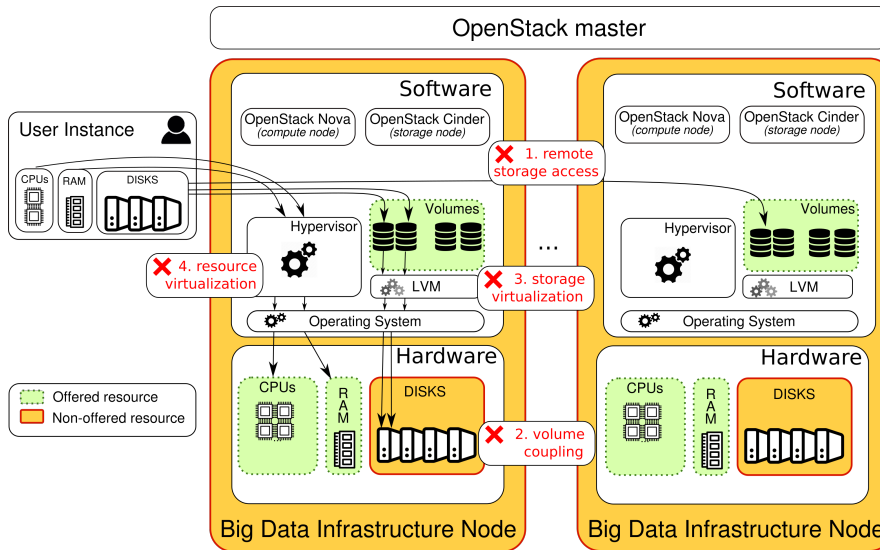 OpenStack master
User Instance
CPUs
RAM
DISKS
Software
OpenStack Nova
(compute node)
OpenStack Cinder
(storage node)
1. remote
storage access
Hypervisor
Volumes
4. resource
virtualization
3. storage
virtualization
LVM
Operating System
Hardware
CPUs
R
A
M
DISKS
2. volume
coupling
Big Data Infrastructure Node
...
Software
OpenStack Nova
(compute node)
OpenStack Cinder
(storage node)
Hypervisor
Volumes
LVM
Operating System
Hardware
CPUs
R
A
M
DISKS
Big Data Infrastructure Node
Offered resource
Non-offered resource